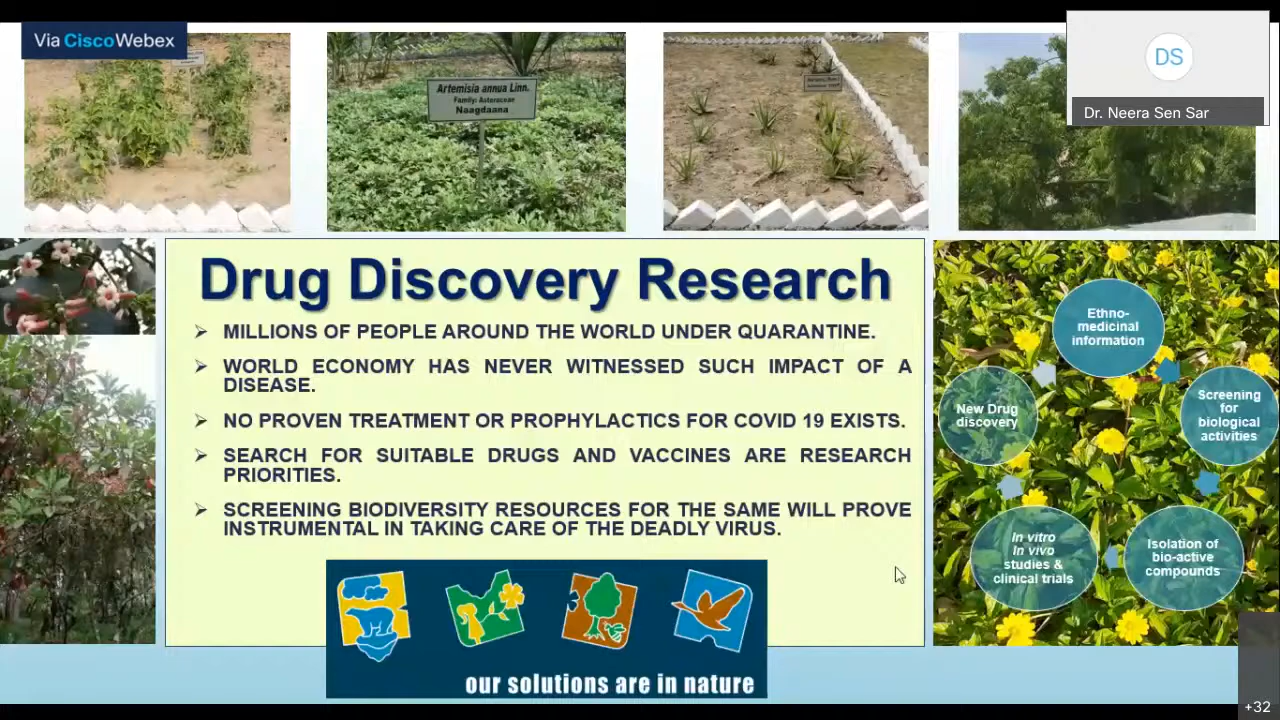 Via CiscoWebex
Artemisia annua Linn.
Family: Asteraceae
Naagdaana
DS
Dr. Neera Sen Sar
Drug Discovery Research
MILLIONS OF PEOPLE AROUND THE WORLD UNDER QUARANTINE.
WORLD ECONOMY HAS NEVER WITNESSED SUCH IMPACT OF A
DISEASE.
NO PROVEN TREATMENT OR PROPHYLACTICS FOR COVID 19 EXISTS.
SEARCH FOR SUITABLE DRUGS AND VACCINES ARE RESEARCH
PRIORITIES.
SCREENING BIODIVERSITY RESOURCES FOR THE SAME WILL PROVE
INSTRUMENTAL IN TAKING CARE OF THE DEADLY VIRUS.
our solutions are in nature
Ethno-
medicinal
information
Screening
for
biological
activities
Isolation of
bio-active
compounds
In vitro
In vivo
studies &
clinical trials
New Drug
discovery
+32